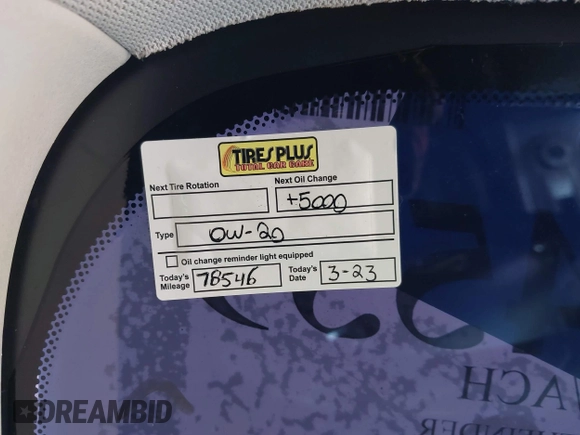 TIRES PLUS
TOTAL CAR CARE
Next Tire Rotation
Next Oil Change
+5000
Type
0W-20
Oil change reminder light equipped
Today's Mileage
78546
Today's Date
3-23
DREAMBID